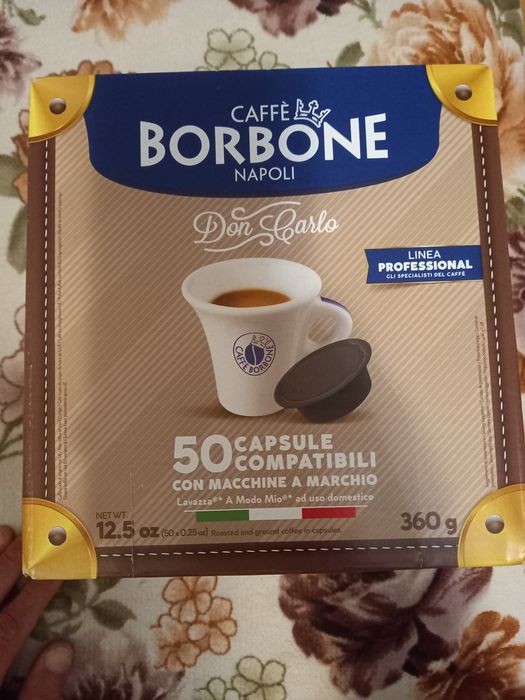 CAFFÈ
BORBONE
NAPOLI
Don Carlo
LINEA
PROFESSIONAL
GLI SPECIALISTI DEL CAFFÈ
CAFFÈ BORBONE
50 CAPSULE
COMPATIBILI
CON MACCHINE A MARCHIO
Lavazza®* A Modo Mio®* ad uso domestico
NET WT.
12.5 oz (50 x 0.25 oz) Roasted and ground coffee in capsules.
360 g